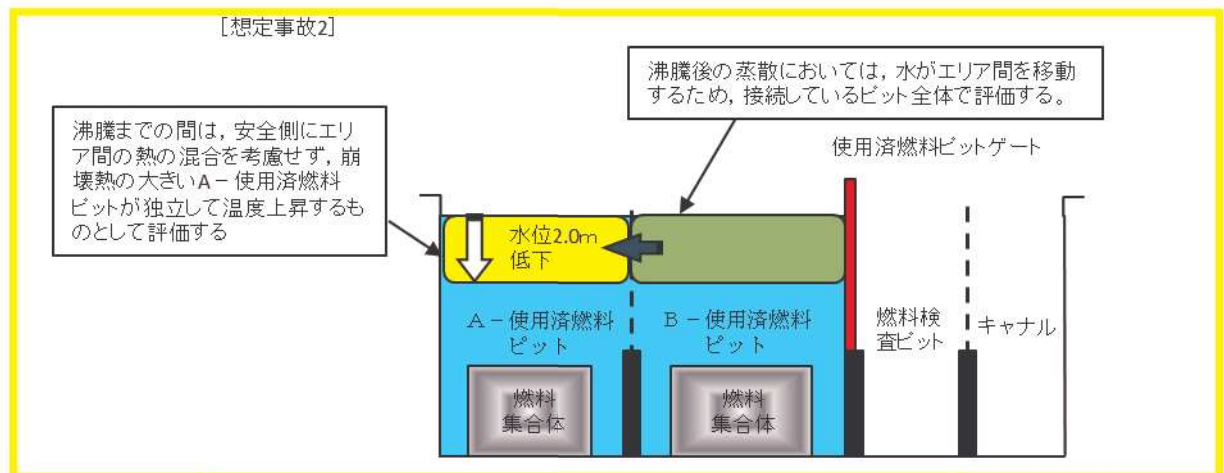 [想定事故2]
沸騰後の蒸散においては，水がエリア間を移動
するため，接続しているピット全体で評価する。
沸騰までの間は，安全側にエリ
ア間の熱の混合を考慮せず，崩
壊熱の大きいA－使用済燃料
ピットが独立して温度上昇するも
のとして評価する
使用済燃料ピットゲート
水位2.0m
低下
A－使用済燃料
ピット
B－使用済燃料
ピット
燃料検
査ピット
キャナル
燃料
集合体
燃料
集合体